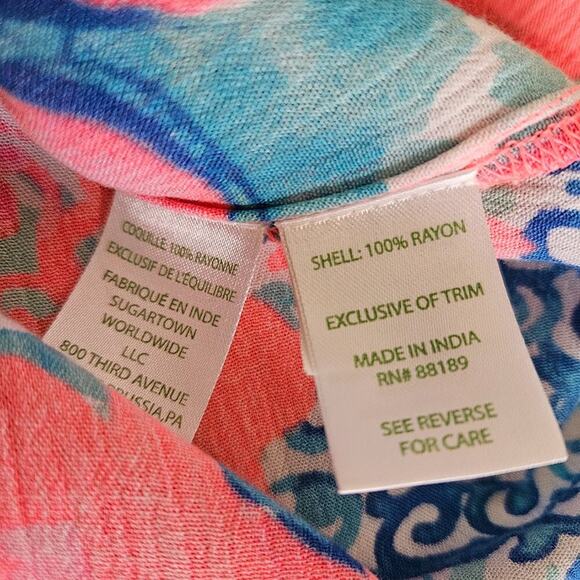 COQUILLE: 100% RAYONNE
EXCLUSIF DE L'ÉQUILIBRE
FABRIQUÉ EN INDE
SUGARTOWN
WORLDWIDE
LLC
800 THIRD AVENUE
PA
SHELL: 100% RAYON
EXCLUSIVE OF TRIM
MADE IN INDIA
RN# 88189
SEE REVERSE
FOR CARE